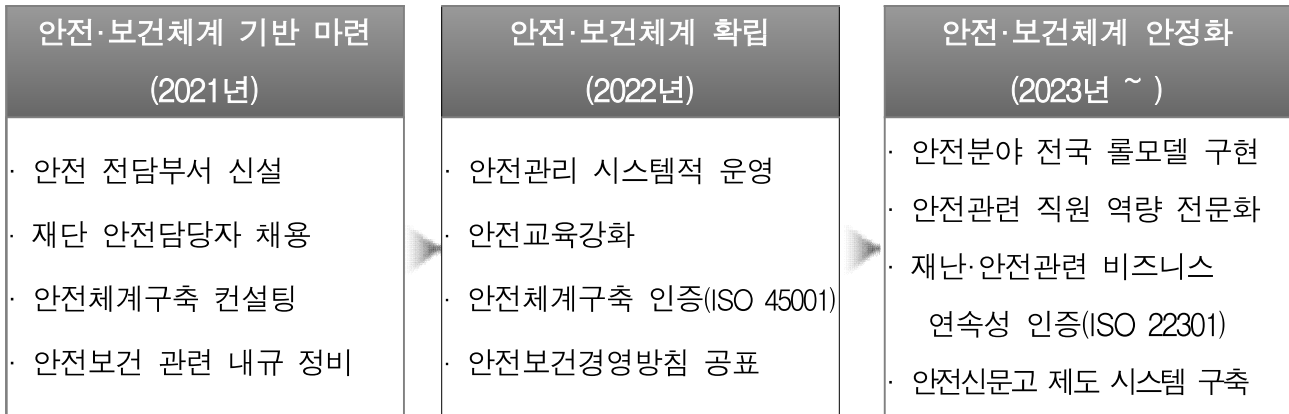 안전·보건체계 기반 마련
(2021년)
· 안전 전담부서 신설
· 재단 안전담당자 채용
· 안전체계구축 컨설팅
· 안전보건 관련 내규 정비
안전·보건체계 확립
(2022년)
· 안전관리 시스템적 운영
· 안전교육강화
· 안전체계구축 인증(ISO 45001)
· 안전보건경영방침 공표
안전·보건체계 안정화
(2023년 ~ )
· 안전분야 전국 롤모델 구현
· 안전관련 직원 역량 전문화
· 재난·안전관련 비즈니스
연속성 인증(ISO 22301)
· 안전신문고 제도 시스템 구축